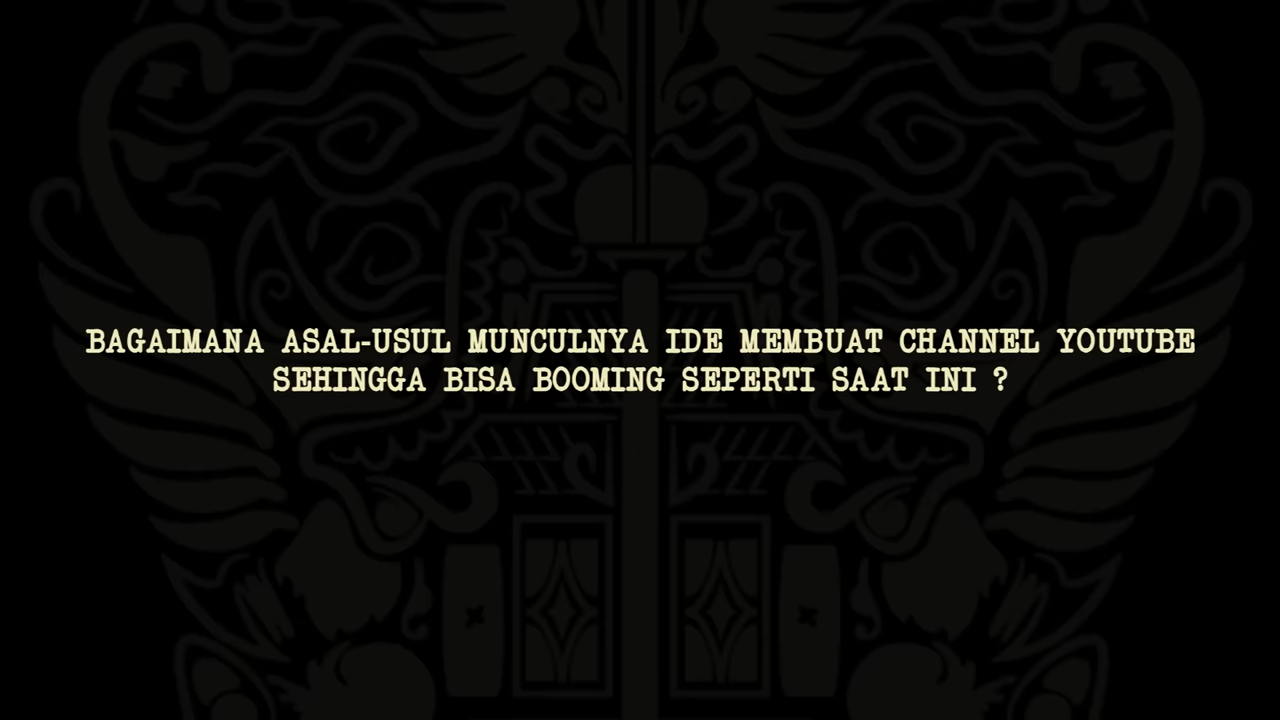 BAGAIMANA ASAL-USUL MUNCULNYA IDE MEMBUAT CHANNEL YOUTUBE
SEHINGGA BISA BOOMING SEPERTI SAAT INI ?